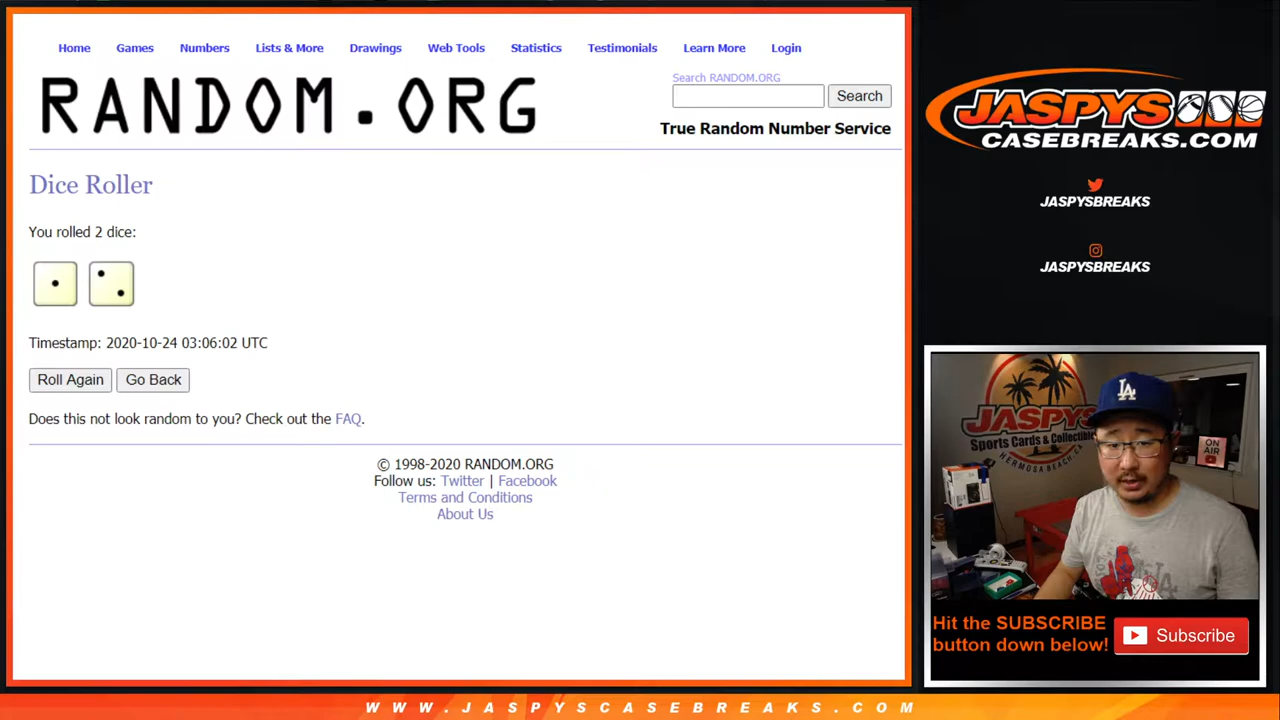 Home Games Numbers Lists & More Drawings Web Tools Statistics Testimonials Learn More Login
RANDOM.ORG
Search RANDOM.ORG
Search
True Random Number Service
Dice Roller
You rolled 2 dice:
Timestamp: 2020-10-24 03:06:02 UTC
Roll Again Go Back
Does this not look random to you? Check out the FAQ.
© 1998-2020 RANDOM.ORG
Follow us: Twitter | Facebook
Terms and Conditions
About Us
JASPYS
CASEBREAKS.COM
JASPYSBREAKS
JASPYSBREAKS
JASPYS
Sports Cards & Collectibles
HERMOSA BEACH, CA
LA
ON AIR
Hit the SUBSCRIBE
button down below!
Subscribe
WWW.JASPYSCASEBREAKS.COM